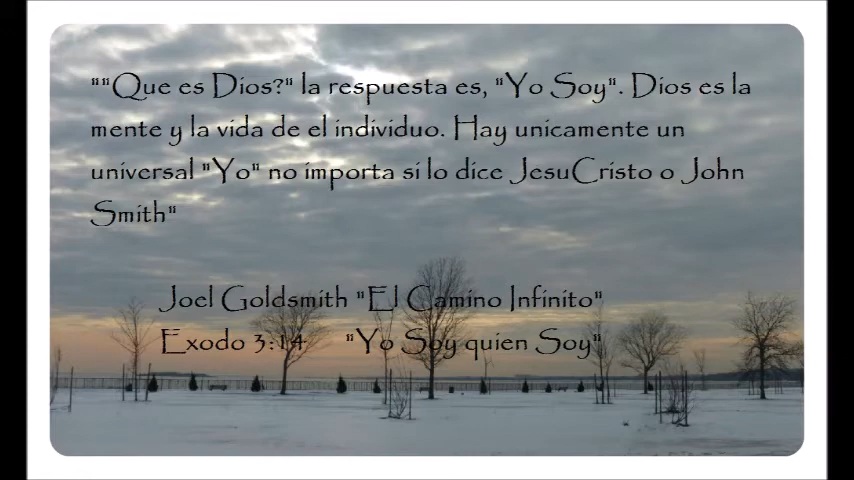 ""Que es Dios?" la respuesta es, "Yo Soy". Dios es la
mente y la vida de el individuo. Hay unicamente un
universal "Yo" no importa si lo dice JesuCristo o John
Smith"
Joel Goldsmith "El Camino Infinito"
Exodo 3:14 "Yo Soy quien Soy"